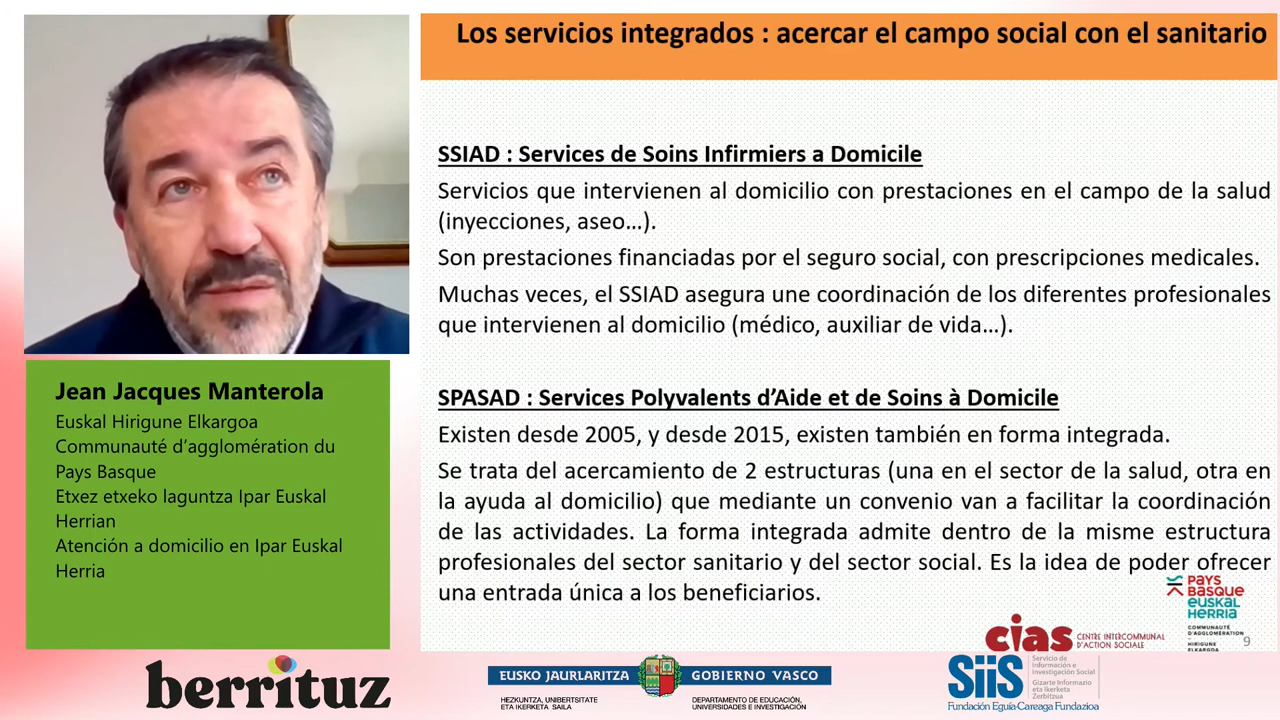 Los servicios integrados : acercar el campo social con el sanitario
SSIAD : Services de Soins Infirmiers a Domicile
Servicios que intervienen al domicilio con prestaciones en el campo de la salud
(inyecciones, aseo…).
Son prestaciones financiadas por el seguro social, con prescripciones medicales.
Muchas veces, el SSIAD asegura une coordinación de los diferentes profesionales
que intervienen al domicilio (médico, auxiliar de vida…).
SPASAD : Services Polyvalents d’Aide et de Soins à Domicile
Existen desde 2005, y desde 2015, existen también en forma integrada.
Se trata del acercamiento de 2 estructuras (una en el sector de la salud, otra en
la ayuda al domicilio) que mediante un convenio van a facilitar la coordinación
de las actividades. La forma integrada admite dentro de la misme estructura
profesionales del sector sanitario y del sector social. Es la idea de poder ofrecer
una entrada única a los beneficiarios.
Jean Jacques Manterola
Euskal Hirigune Elkargoa
Communauté d’agglomération du
Pays Basque
Etxez etxeko laguntza Ipar Euskal
Herrian
Atención a domicilio en Ipar Euskal
Herria
PAYS
BASQUE
EUSKAL
HERRIA
COMMUNAUTÉ
D'AGGLOMÉRATION
HIRIGUNE
ELKARGOA
9
cias
CENTRE INTERCOMMUNAL
D'ACTION SOCIALE
berrituz
EUSKO JAURLARITZA
GOBIERNO VASCO
HEZKUNTZA, UNIBERTSITATE
ETA IKERKETA SAILA
DEPARTAMENTO DE EDUCACIÓN,
UNIVERSIDADES E INVESTIGACIÓN
SiiS
Servicio de
Información e
Investigación Social
Gizarte Informazio
eta Ikerketa
Zerbitzua
Fundación Eguía-Careaga Fundazioa